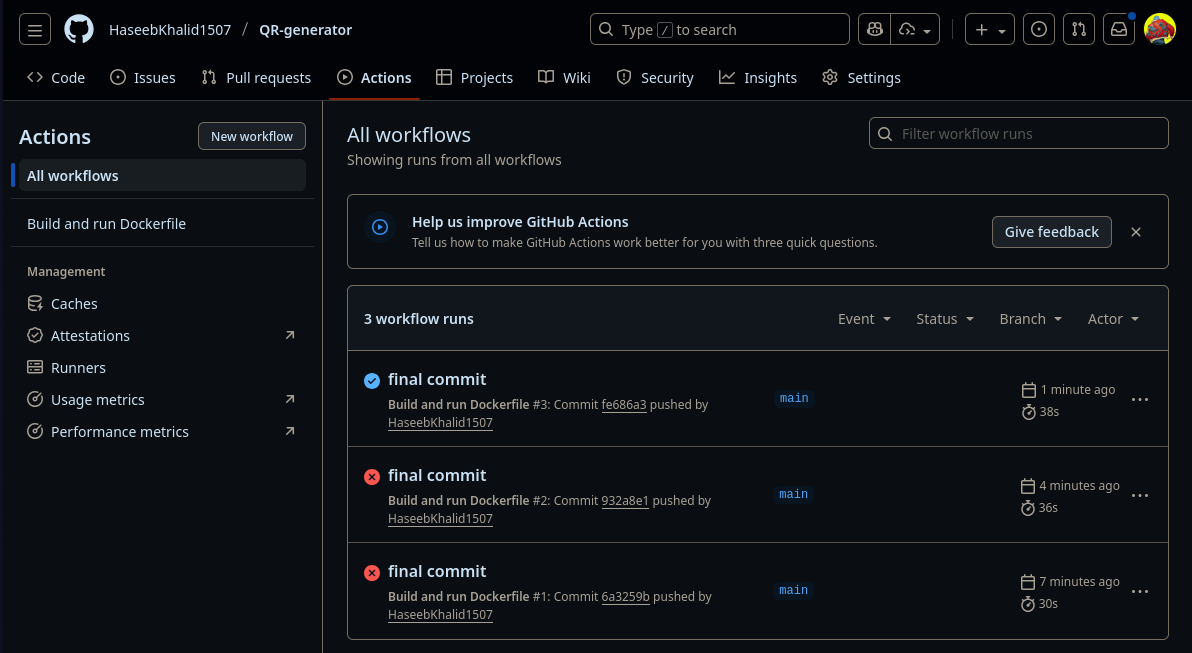 HaseebKhalid1507 / QR-generator
Type / to search
Code
Issues
Pull requests
Actions
Projects
Wiki
Security
Insights
Settings
Actions
New workflow
All workflows
Build and run Dockerfile
Management
Caches
Attestations
Runners
Usage metrics
Performance metrics
All workflows
Showing runs from all workflows
Filter workflow runs
Help us improve GitHub Actions
Tell us how to make GitHub Actions work better for you with three quick questions.
Give feedback
3 workflow runs
Event
Status
Branch
Actor
final commit
Build and run Dockerfile #3: Commit fe686a3 pushed by
HaseebKhalid1507
main
1 minute ago
38s
final commit
Build and run Dockerfile #2: Commit 932a8e1 pushed by
HaseebKhalid1507
main
4 minutes ago
36s
final commit
Build and run Dockerfile #1: Commit 6a3259b pushed by
HaseebKhalid1507
main
7 minutes ago
30s